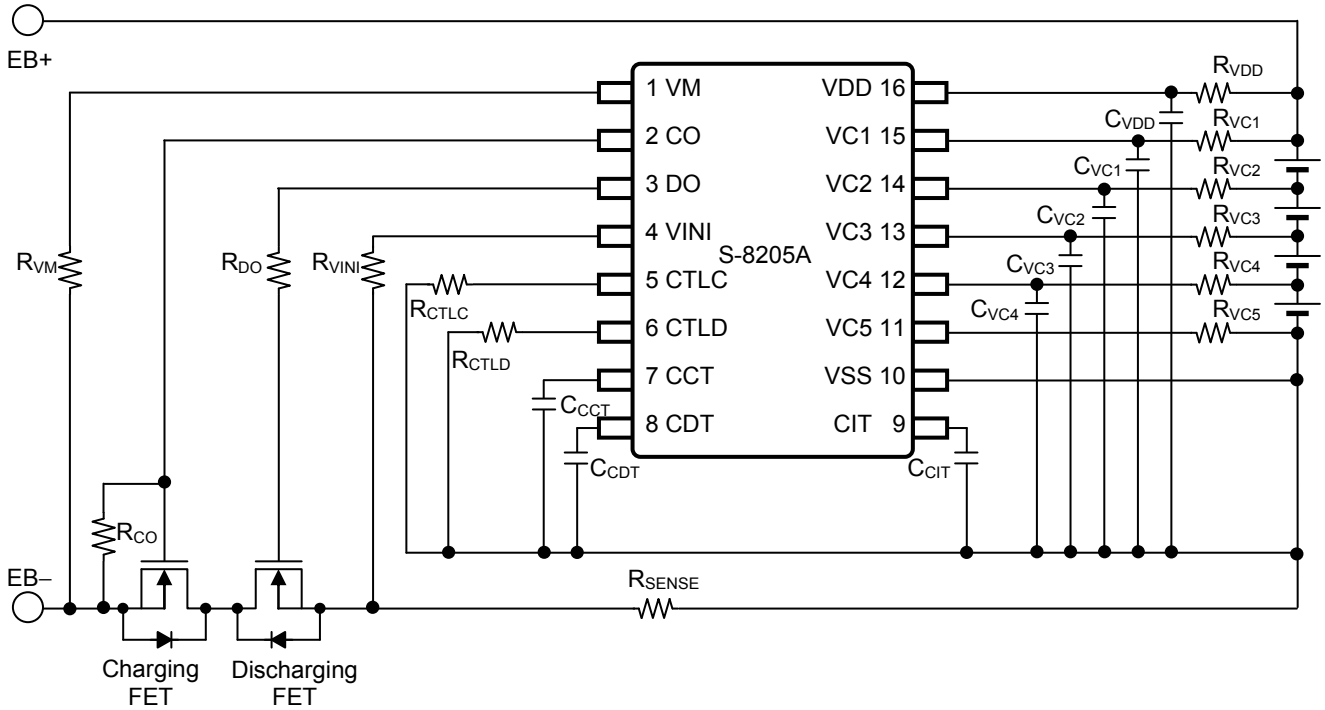 EB+
1 VM
VDD 16
RVDD
CVDD
2 CO
VC1 15
RVC1
CVC1
3 DO
VC2 14
RVC2
CVC2
4 VINI
VC3 13
RVC3
S-8205A
RVM
RDO
RVINI
CVC3
5 CTLC
VC4 12
RVC4
RCTLC
CVC4
6 CTLD
VC5 11
RVC5
RCTLD
7 CCT
VSS 10
CCCT
8 CDT
CIT 9
CCDT
CCIT
RCO
EB–
RSENSE
Charging
FET
Discharging
FET